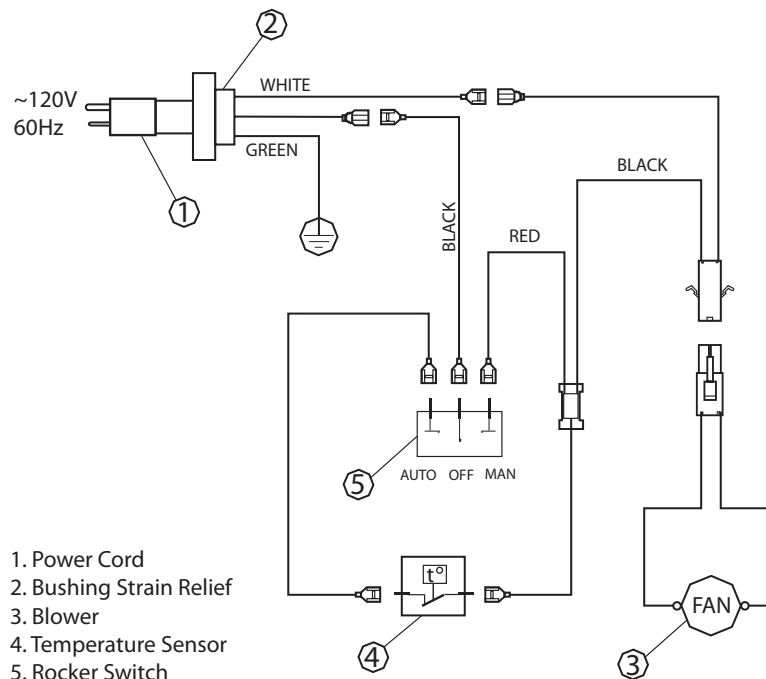 2
WHITE
~120V
60Hz
GREEN
1
BLACK
BLACK
RED
5
AUTO OFF MAN
t°
4
FAN
3
1. Power Cord
2. Bushing Strain Relief
3. Blower
4. Temperature Sensor
5. Rocker Switch